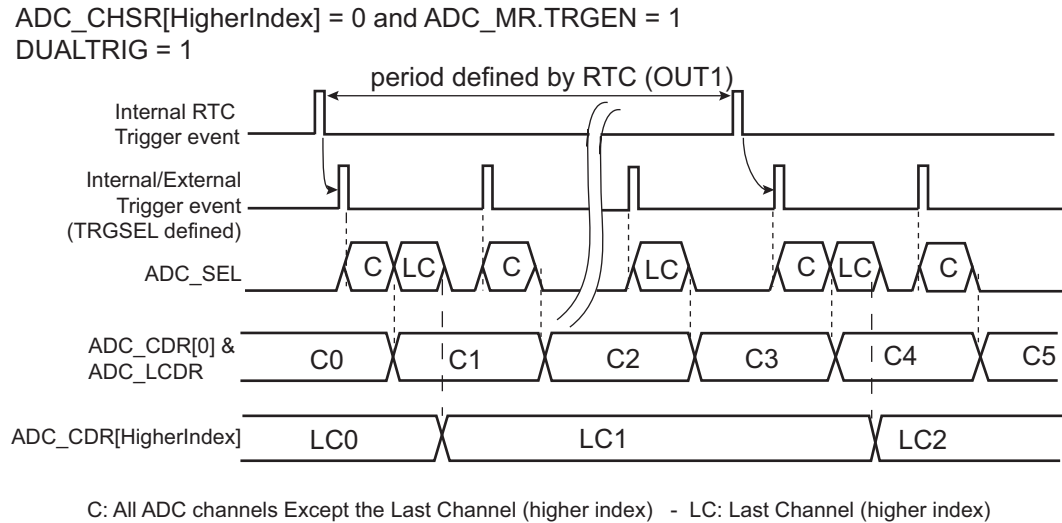 ADC_CHSR[HigherIndex] = 0 and ADC_MR.TRGEN = 1
DUALTRIG = 1
period defined by RTC (OUT1)
Internal RTC
Trigger event
Internal/External
Trigger event
(TRGSEL defined)
ADC_SEL
C LC C LC C LC C
ADC_CDR[0] &
ADC_LCDR
C0 C1 C2 C3 C4 C5
ADC_CDR[HigherIndex]
LC0 LC1 LC2
C: All ADC channels Except the Last Channel (higher index) - LC: Last Channel (higher index)